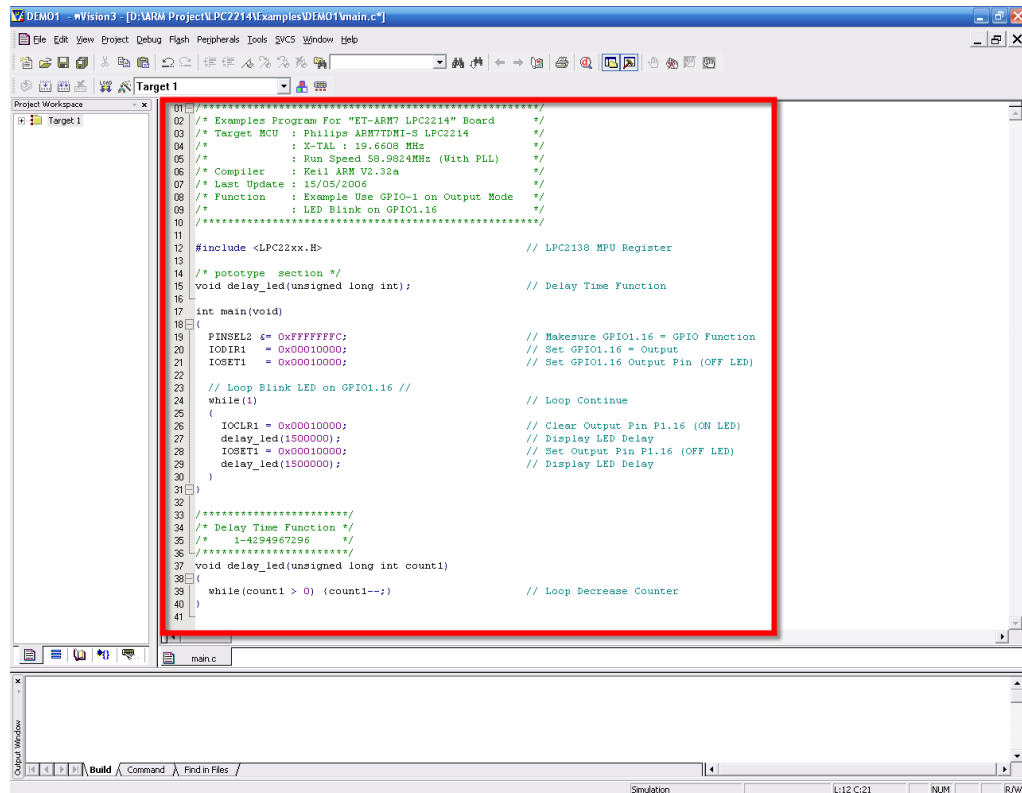 DEMO1 - µVision3 - [D:\ARM Project\LPC2214\Examples\DEMO1\main.c*]
File Edit View Project Debug Flash Peripherals Tools SVCS Window Help
Target 1
Project Workspace
Target 1
01 /*****************************************************/
02 /* Examples Program For "ET-ARM7 LPC2214" Board */
03 /* Target MCU : Philips ARM7TDMI-S LPC2214 */
04 /* : X-TAL : 19.6608 MHz */
05 /* : Run Speed 58.9824MHz (With PLL) */
06 /* Compiler : Keil ARM V2.32a */
07 /* Last Update : 15/05/2006 */
08 /* Function : Example Use GPIO-1 on Output Mode */
09 /* : LED Blink on GPIO1.16 */
10 /*****************************************************/
11
12 #include <LPC22xx.H> // LPC2138 MPU Register
13
14 /* pototype section */
15 void delay_led(unsigned long int); // Delay Time Function
16
17 int main(void)
18 {
19 PINSEL2 &= 0xFFFFFFFC; // Makesure GPIO1.16 = GPIO Function
20 IODIR1 = 0x00010000; // Set GPIO1.16 = Output
21 IOSET1 = 0x00010000; // Set GPIO1.16 Output Pin (OFF LED)
22
23 // Loop Blink LED on GPIO1.16 //
24 while(1) // Loop Continue
25 {
26 IOCLR1 = 0x00010000; // Clear Output Pin P1.16 (ON LED)
27 delay_led(1500000); // Display LED Delay
28 IOSET1 = 0x00010000; // Set Output Pin P1.16 (OFF LED)
29 delay_led(1500000); // Display LED Delay
30 }
31 }
32
33 /***********************/
34 /* Delay Time Function */
35 /* 1-4294967296 */
36 /***********************/
37 void delay_led(unsigned long int count1)
38 {
39 while(count1 > 0) {count1--;} // Loop Decrease Counter
40 }
41
main.c
Output Window
Build Command Find in Files
Simulation L:12 C:21 NUM R/W